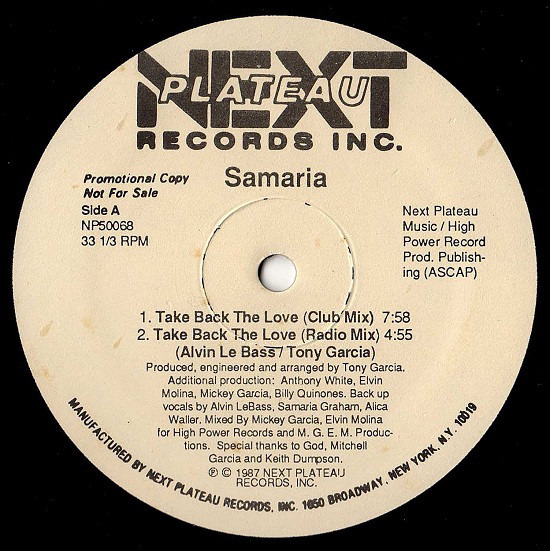 NEXT
PLATEAU
RECORDS INC.
Samaria
Promotional Copy
Not For Sale
Side A
NP50068
33 1/3 RPM
Next Plateau
Music / High
Power Record
Prod. Publish-
ing (ASCAP)
1. Take Back The Love (Club Mix) 7:58
2. Take Back The Love (Radio Mix) 4:55
(Alvin Le Bass / Tony Garcia)
Produced, engineered and arranged by Tony Garcia.
Additional production: Anthony White, Elvin
Molina, Mickey Garcia, Billy Quinones. Back up
vocals by Alvin LeBass, Samaria Graham, Alica
Waller. Mixed By Mickey Garcia, Elvin Molina
for High Power Records and M. G. E. M. Produc-
tions. Special thanks to God, Mitchell
Garcia and Keith Dumpson.
℗ © 1987 NEXT PLATEAU
RECORDS, INC.
MANUFACTURED BY NEXT PLATEAU RECORDS, INC. 1650 BROADWAY, NEW YORK, N.Y. 10019